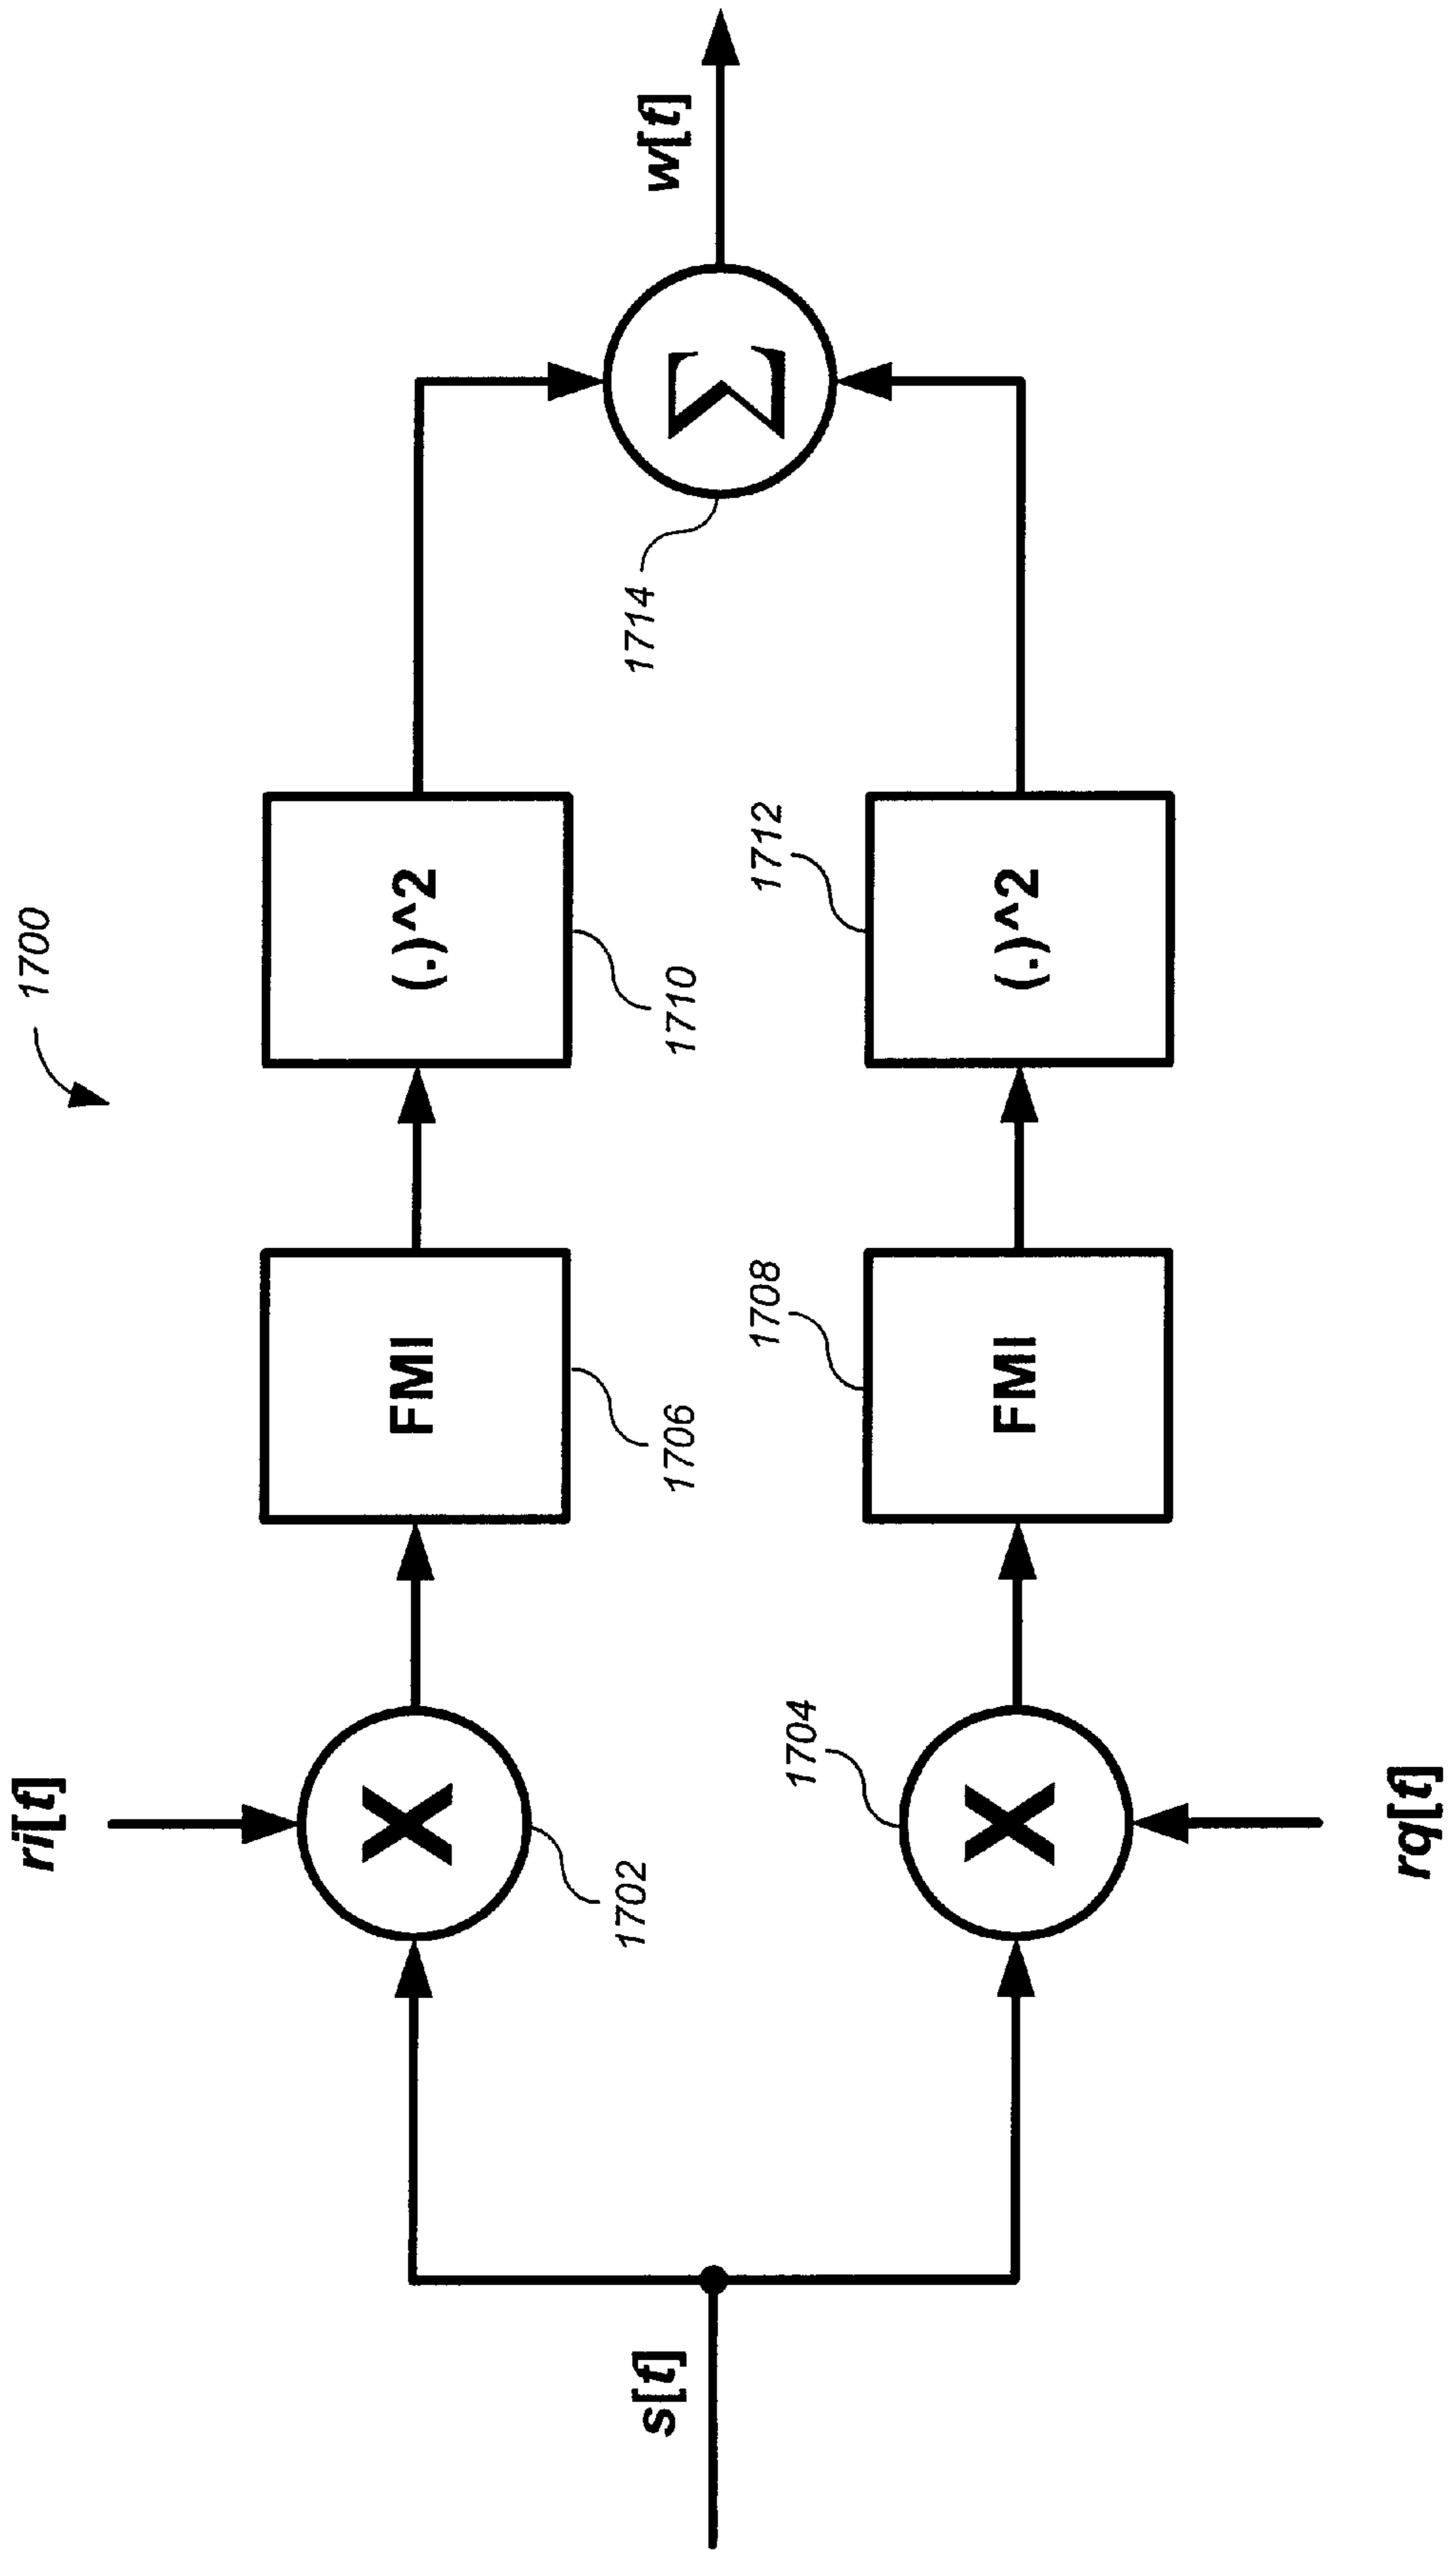 1700
ri[t]
1702
FMI
1706
(.)^2
1710
X
s[t]
1714
Σ
w[t]
1704
X
1708
FMI
1712
(.)^2
rq[t]